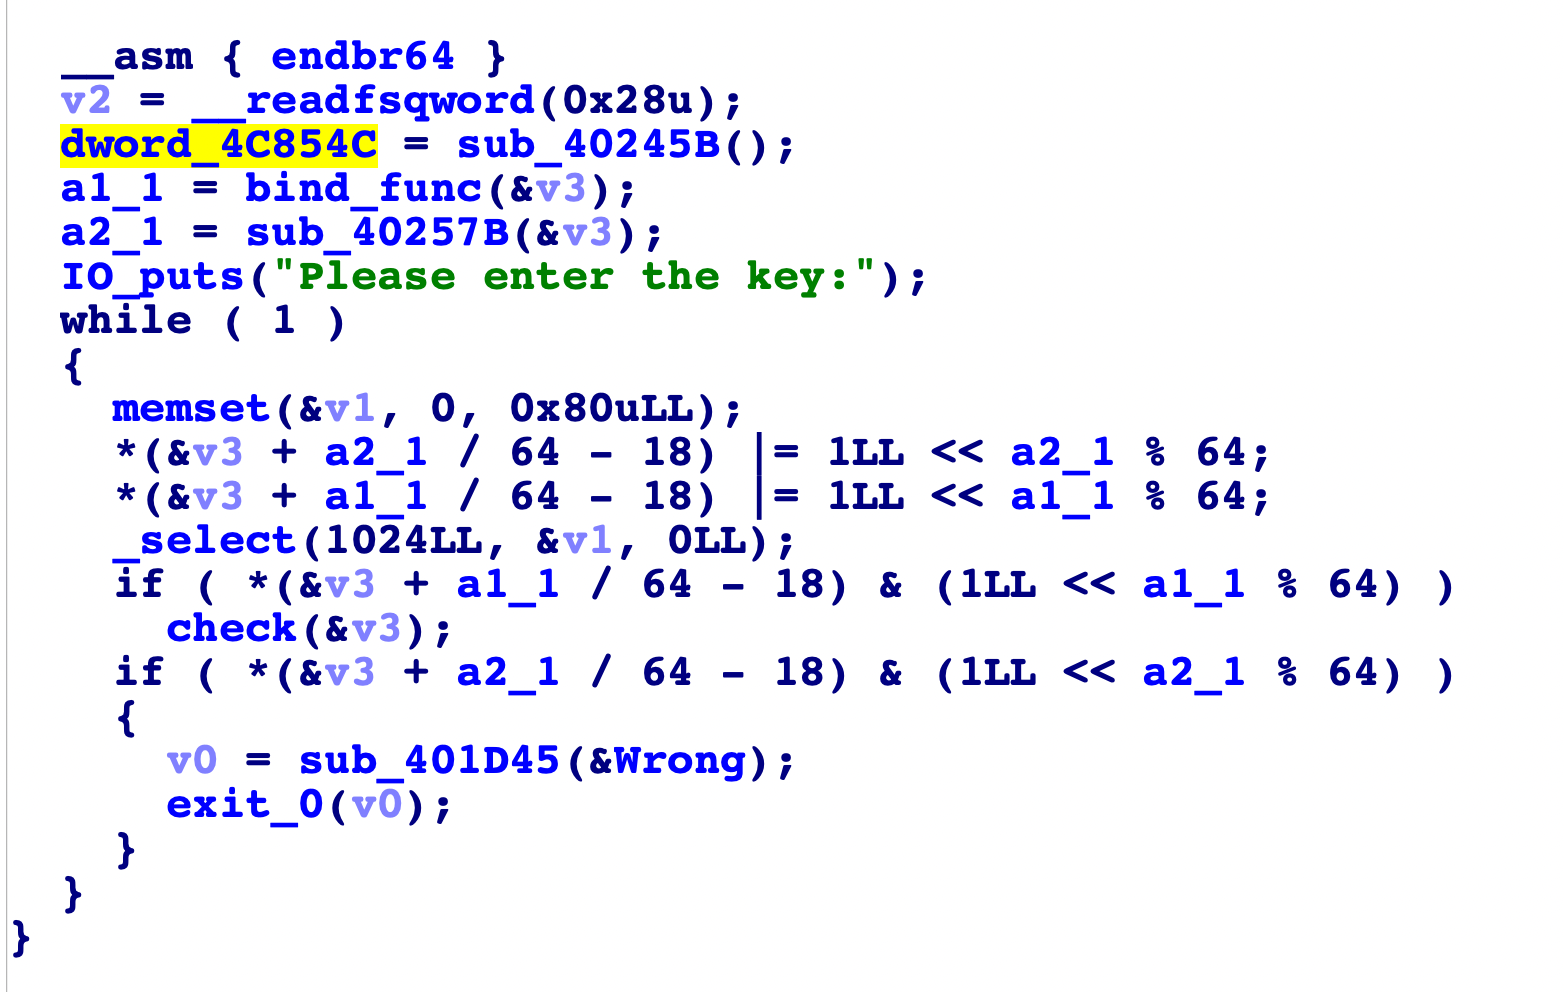 __asm { endbr64 }
v2 = __readfsqword(0x28u);
dword_4C854C = sub_40245B();
a1_1 = bind_func(&v3);
a2_1 = sub_40257B(&v3);
IO_puts("Please enter the key:");
while ( 1 )
{
memset(&v1, 0, 0x80uLL);
*(&v3 + a2_1 / 64 - 18) |= 1LL << a2_1 % 64;
*(&v3 + a1_1 / 64 - 18) |= 1LL << a1_1 % 64;
_select(1024LL, &v1, 0LL);
if ( *(&v3 + a1_1 / 64 - 18) & (1LL << a1_1 % 64) )
check(&v3);
if ( *(&v3 + a2_1 / 64 - 18) & (1LL << a2_1 % 64) )
{
v0 = sub_401D45(&Wrong);
exit_0(v0);
}
}
}